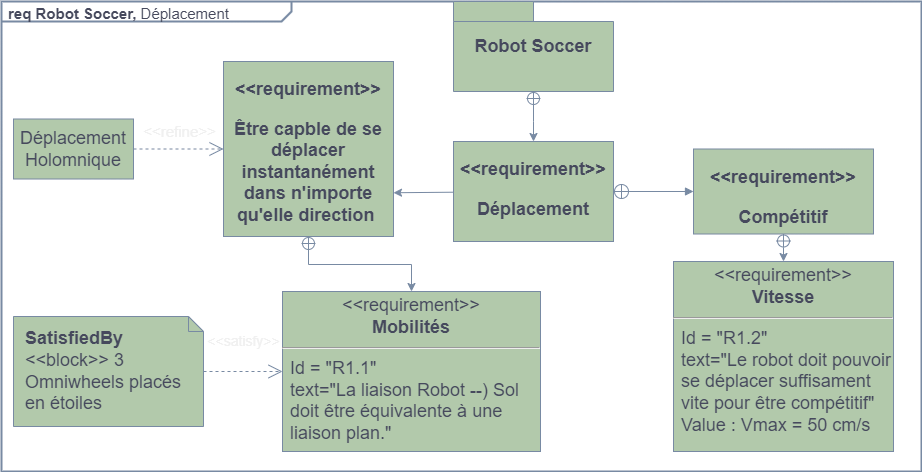 req Robot Soccer, Déplacement
Robot Soccer
<<requirement>>
Être capble de se
déplacer
instantanément
dans n'importe
qu'elle direction
Déplacement
Holomnique
<<refine>>
<<requirement>>
Déplacement
<<requirement>>
Compétitif
<<requirement>>
Mobilités
Id = "R1.1"
text="La liaison Robot --) Sol
doit être équivalente à une
liaison plan."
<<requirement>>
Vitesse
Id = "R1.2"
text="Le robot doit pouvoir
se déplacer suffisament
vite pour être compétitif"
Value : Vmax = 50 cm/s
SatisfiedBy
<<block>> 3
Omniwheels placés
en étoiles
<<satisfy>>